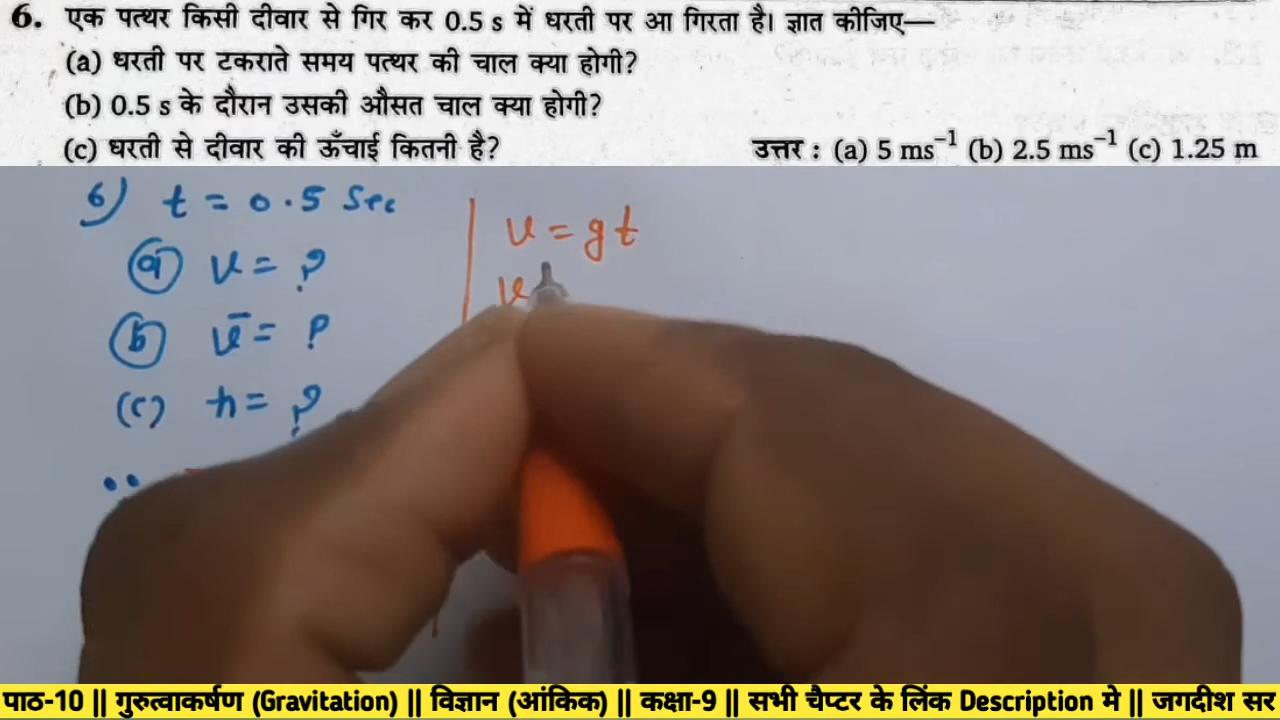 6. एक पत्थर किसी दीवार से गिर कर 0.5 s में धरती पर आ गिरता है। ज्ञात कीजिए—
(a) धरती पर टकराते समय पत्थर की चाल क्या होगी?
(b) 0.5 s के दौरान उसकी औसत चाल क्या होगी?
(c) धरती से दीवार की ऊँचाई कितनी है? उत्तर : (a) 5 ms⁻¹ (b) 2.5 ms⁻¹ (c) 1.25 m
6) t = 0.5 Sec
(a) v = ?
(b) v̄ = ?
(c) h = ?
v = gt
v
पाठ-10 || गुरुत्वाकर्षण (Gravitation) || विज्ञान (आंकिक) || कक्षा-9 || सभी चैप्टर के लिंक Description मे || जगदीश सर